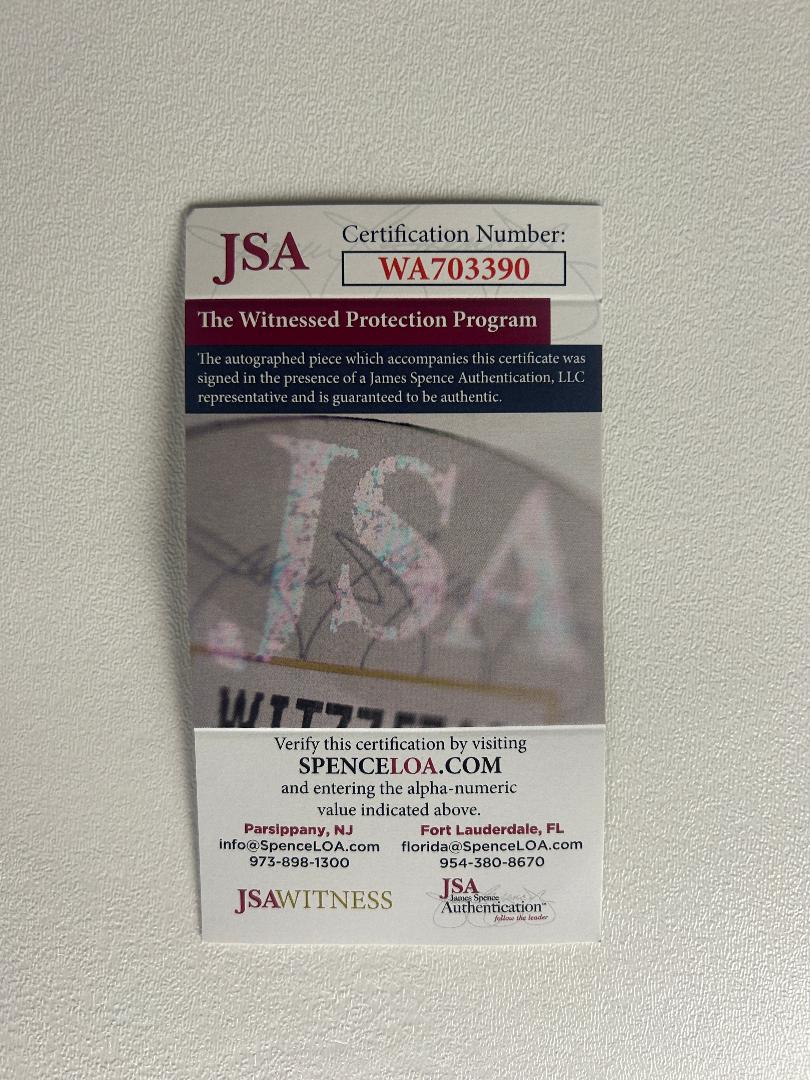 JSA
Certification Number:
WA703390
The Witnessed Protection Program
The autographed piece which accompanies this certificate was
signed in the presence of a James Spence Authentication, LLC
representative and is guaranteed to be authentic.
JSA
Verify this certification by visiting
SPENCELOA.COM
and entering the alpha-numeric
value indicated above.
Parsippany, NJ
info@SpenceLOA.com
973-898-1300
Fort Lauderdale, FL
florida@SpenceLOA.com
954-380-8670
JSAWITNESS
JSA
James Spence
Authentication™
follow the leader